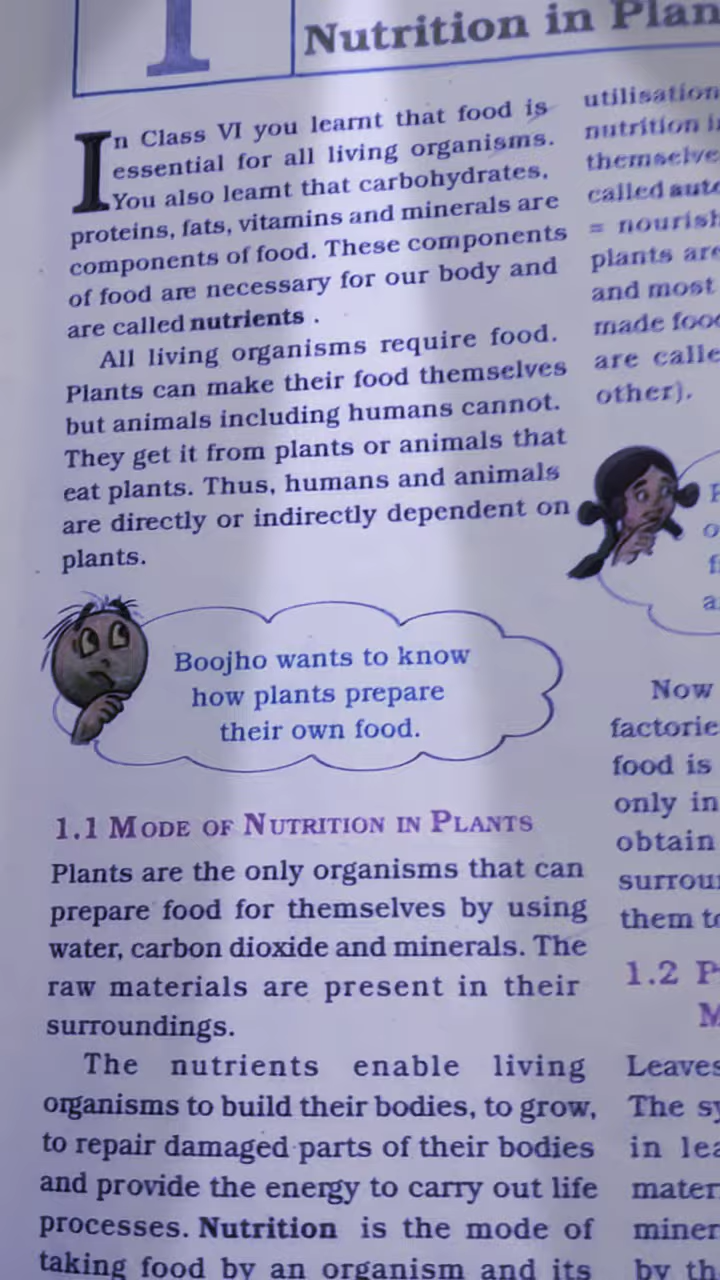 1
Nutrition in Plan
In Class VI you learnt that food is
essential for all living organisms.
You also learnt that carbohydrates,
proteins, fats, vitamins and minerals are
components of food. These components
of food are necessary for our body and
are called nutrients .
All living organisms require food.
Plants can make their food themselves
but animals including humans cannot.
They get it from plants or animals that
eat plants. Thus, humans and animals
are directly or indirectly dependent on
plants.
Boojho wants to know
how plants prepare
their own food.
1.1 MODE OF NUTRITION IN PLANTS
Plants are the only organisms that can
prepare food for themselves by using
water, carbon dioxide and minerals. The
raw materials are present in their
surroundings.
The nutrients enable living
organisms to build their bodies, to grow,
to repair damaged parts of their bodies
and provide the energy to carry out life
processes. Nutrition is the mode of
taking food by an organism and its
utilisation
nutrition i
themselve
called aut
= nourish
plants are
and most
made foo
are calle
other).
o
f
a
Now
factorie
food is
only in
obtain
surrou
them to
1.2 P
M
Leaves
The sy
in lea
mater
miner
by th